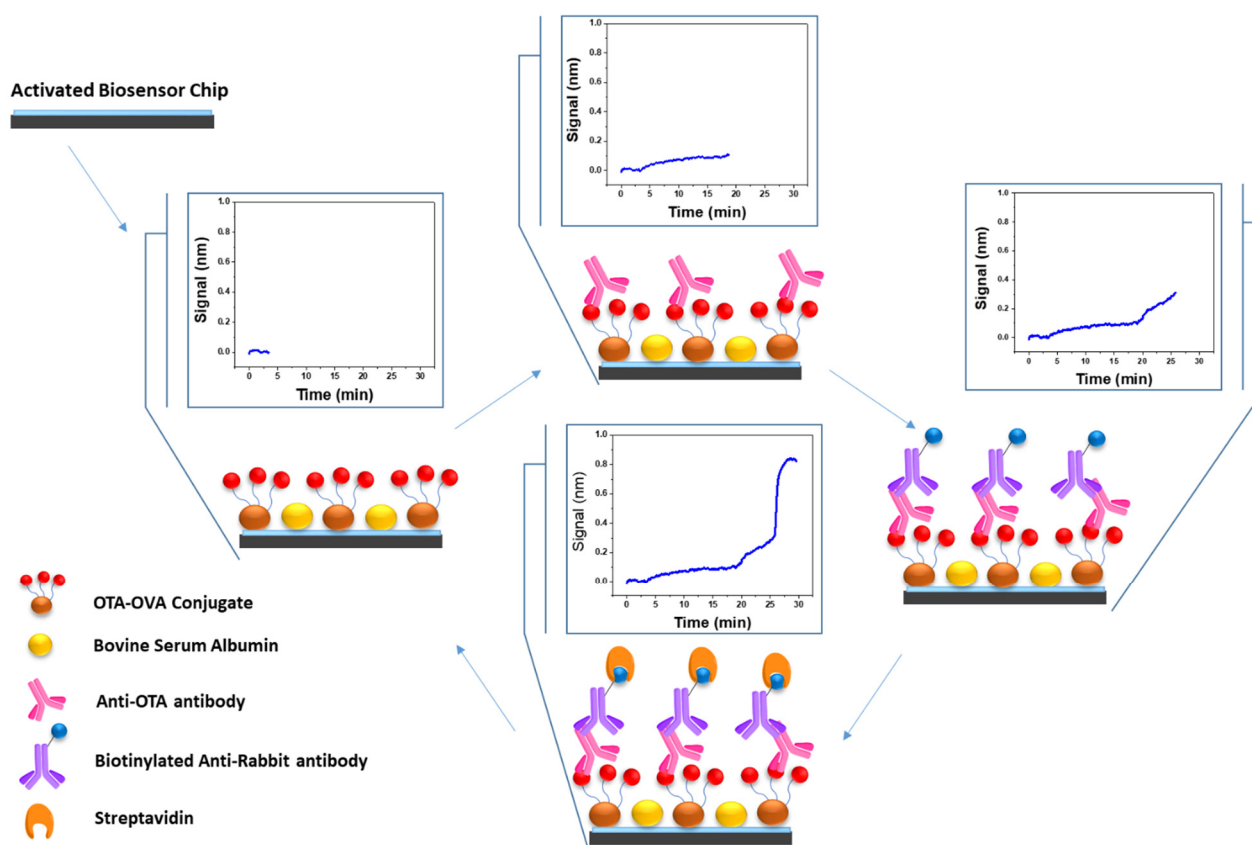 Activated Biosensor Chip
Signal (nm)
1.0
0.8
0.6
0.4
0.2
0.0
0 5 10 15 20 25 30
Time (min)
Signal (nm)
1.0
0.8
0.6
0.4
0.2
0.0
0 5 10 15 20 25 30
Time (min)
Signal (nm)
1.0
0.8
0.6
0.4
0.2
0.0
0 5 10 15 20 25 30
Time (min)
Signal (nm)
1.0
0.8
0.6
0.4
0.2
0.0
0 5 10 15 20 25 30
Time (min)
OTA-OVA Conjugate
Bovine Serum Albumin
Anti-OTA antibody
Biotinylated Anti-Rabbit antibody
Streptavidin